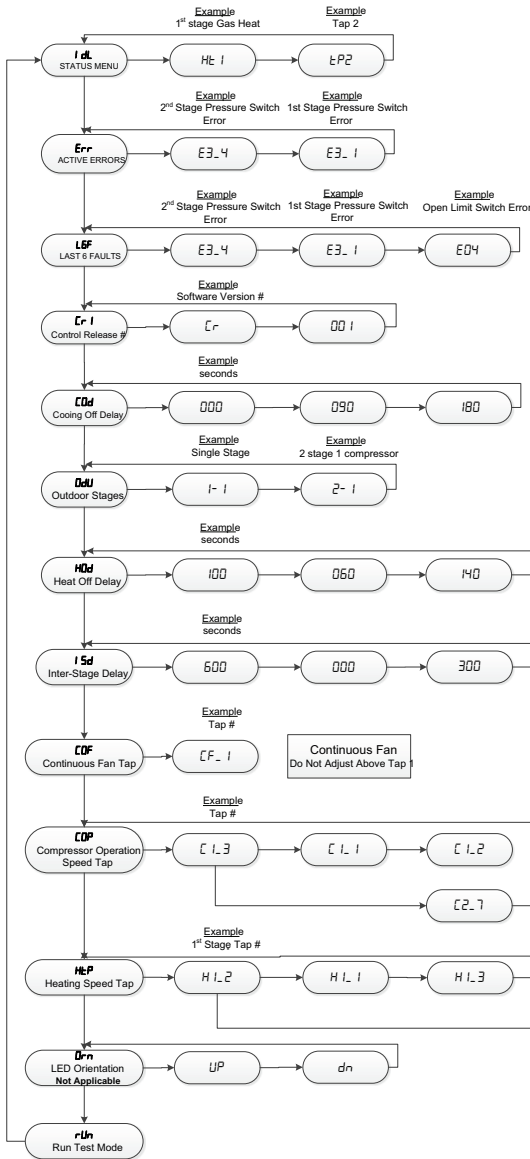 Example
1st stage Gas Heat
Example
Tap 2
IdL
STATUS MENU
Ht 1
tP2
Example
2nd Stage Pressure Switch
Error
Example
1st Stage Pressure Switch
Error
Err
ACTIVE ERRORS
E3_4
E3_1
Example
2nd Stage Pressure Switch
Error
Example
1st Stage Pressure Switch
Error
Example
Open Limit Switch Error
L6F
LAST 6 FAULTS
E3_4
E3_1
E04
Example
Software Version #
Cr1
Control Release #
Cr
001
Example
seconds
C0d
Cooing Off Delay
000
090
180
Example
Single Stage
Example
2 stage 1 compressor
OdU
Outdoor Stages
1-1
2-1
Example
seconds
HOd
Heat Off Delay
100
060
140
Example
seconds
ISd
Inter-Stage Delay
600
000
300
Example
Tap #
COF
Continuous Fan Tap
CF_1
Continuous Fan
Do Not Adjust Above Tap 1
Example
Tap #
COP
Compressor Operation
Speed Tap
C1_3
C1_1
C1_2
C2_7
Example
1st Stage Tap #
HtP
Heating Speed Tap
H1_2
H1_1
H1_3
Orn
LED Orientation
Not Applicable
UP
dn
rUn
Run Test Mode